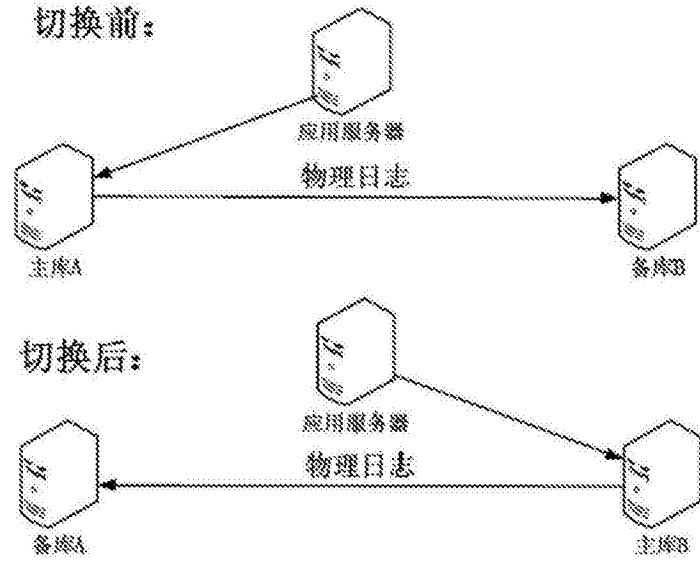 切换前：
应用服务器
物理日志
主库A
备库B
切换后：
应用服务器
物理日志
备库A
主库B